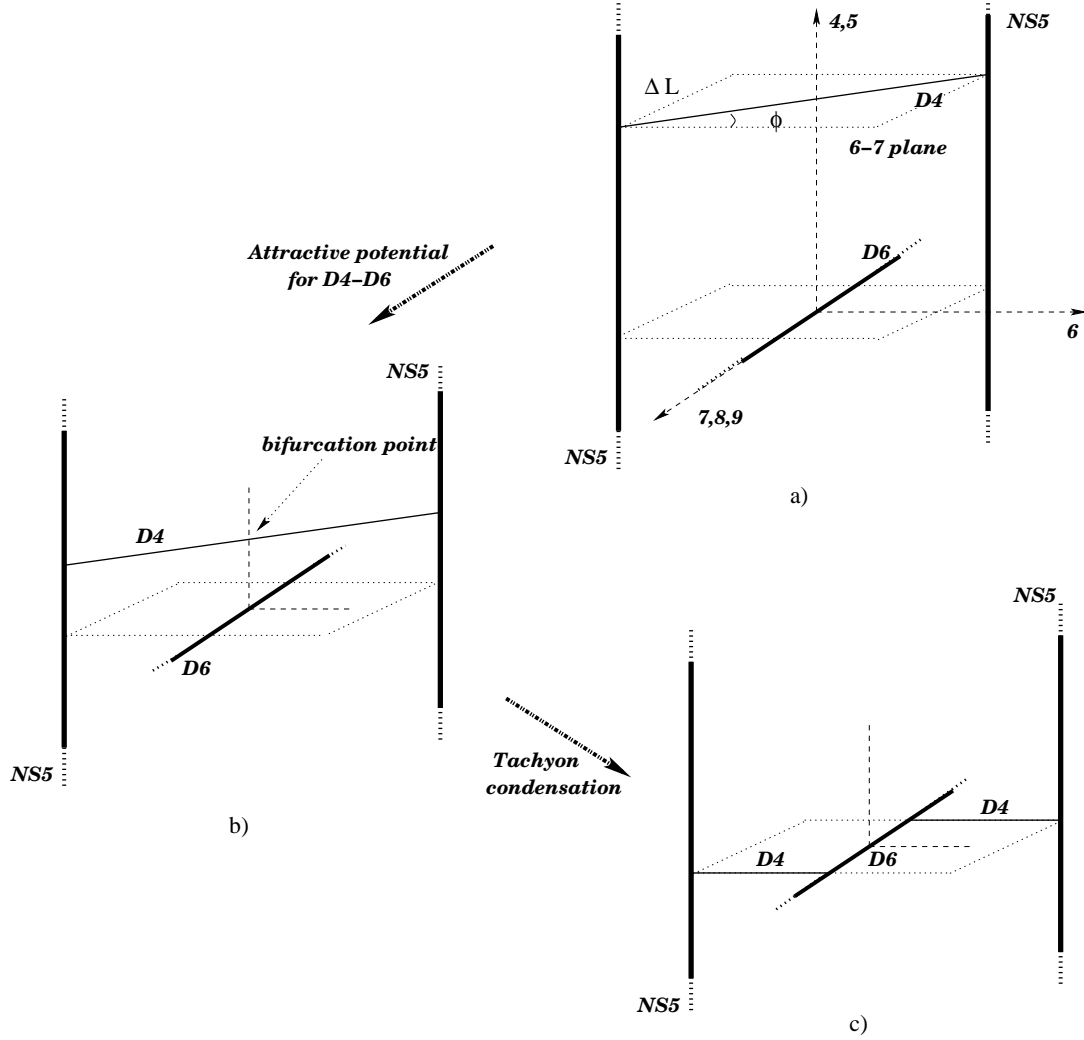 4,5
NS5
Δ L
D4
ϕ
6–7 plane
D6
6
7,8,9
NS5
a)
Attractive potential
for D4–D6
NS5
bifurcation point
D4
D6
NS5
b)
Tachyon
condensation
NS5
D4
D4
D6
NS5
c)